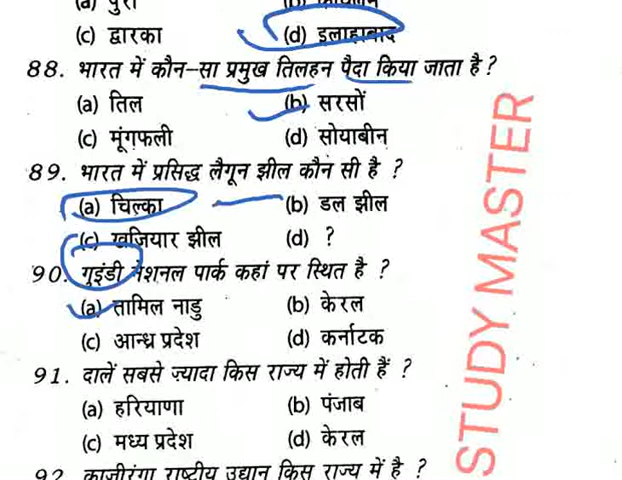 (a) पुरी (b) कोयलन
(c) द्वारका (d) इलाहाबाद
88. भारत में कौन-सा प्रमुख तिलहन पैदा किया जाता है?
(a) तिल (b) सरसों
(c) मूंगफली (d) सोयाबीन
89. भारत में प्रसिद्ध लैगून झील कौन सी है ?
(a) चिल्का (b) डल झील
(c) खजियार झील (d) ?
90. गूइंडी नेशनल पार्क कहां पर स्थित है ?
(a) तामिल नाडु (b) केरल
(c) आन्ध्र प्रदेश (d) कर्नाटक
91. दालें सबसे ज़्यादा किस राज्य में होती हैं ?
(a) हरियाणा (b) पंजाब
(c) मध्य प्रदेश (d) केरल
92. काज़ीरंगा राष्ट्रीय उद्यान किस राज्य में है ?
STUDY MASTER